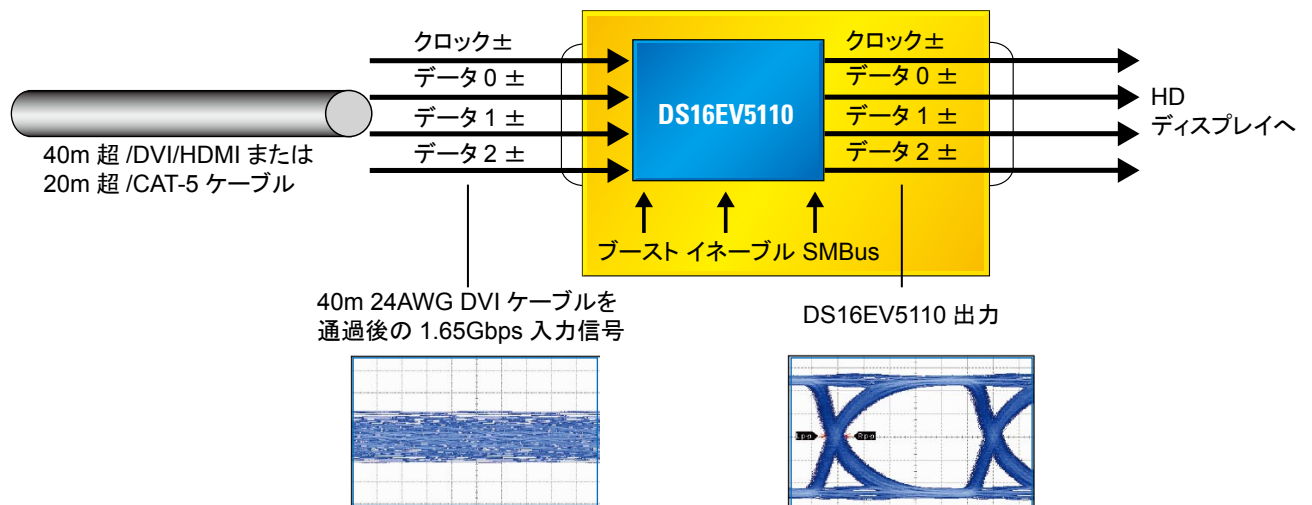 クロック±
データ 0 ±
データ 1 ±
データ 2 ±
40m 超 /DVI/HDMI または
20m 超 /CAT-5 ケーブル
DS16EV5110
クロック±
データ 0 ±
データ 1 ±
データ 2 ±
HD
ディスプレイへ
ブースト イネーブル SMBus
40m 24AWG DVI ケーブルを
通過後の 1.65Gbps 入力信号
DS16EV5110 出力